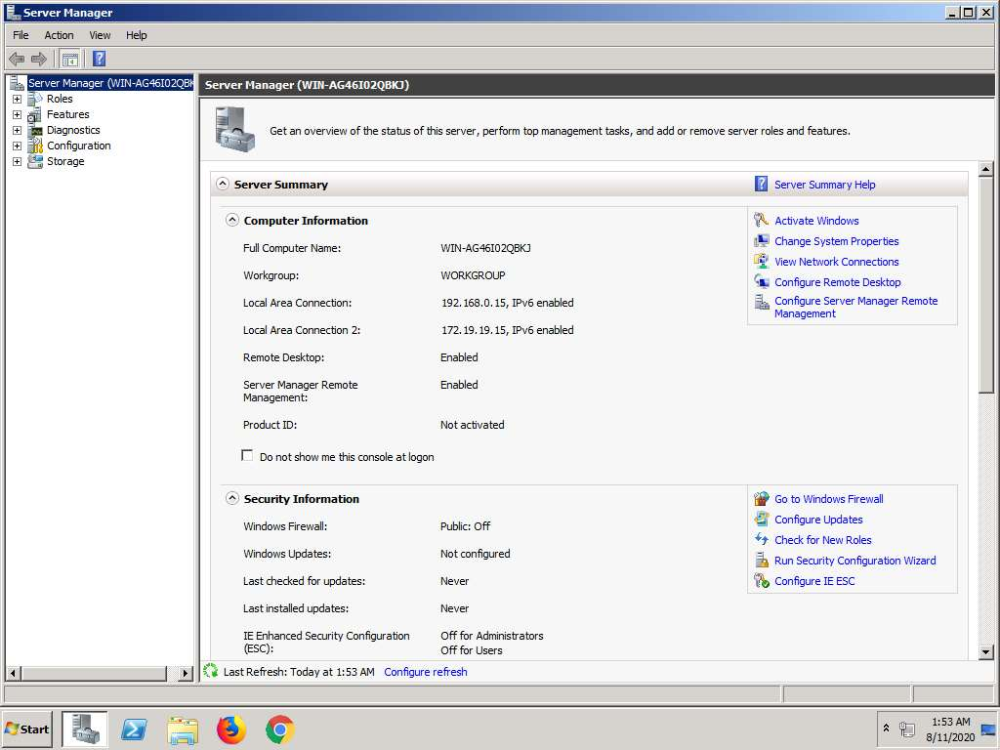 Server Manager
File Action View Help
Server Manager (WIN-AG46I02QBK
Roles
Features
Diagnostics
Configuration
Storage
Server Manager (WIN-AG46I02QBKJ)
Get an overview of the status of this server, perform top management tasks, and add or remove server roles and features.
Server Summary
Server Summary Help
Computer Information
Full Computer Name: WIN-AG46I02QBKJ
Workgroup: WORKGROUP
Local Area Connection: 192.168.0.15, IPv6 enabled
Local Area Connection 2: 172.19.19.15, IPv6 enabled
Remote Desktop: Enabled
Server Manager Remote Enabled
Management:
Product ID: Not activated
Do not show me this console at logon
Activate Windows
Change System Properties
View Network Connections
Configure Remote Desktop
Configure Server Manager Remote
Management
Security Information
Windows Firewall: Public: Off
Windows Updates: Not configured
Last checked for updates: Never
Last installed updates: Never
IE Enhanced Security Configuration Off for Administrators
(ESC): Off for Users
Go to Windows Firewall
Configure Updates
Check for New Roles
Run Security Configuration Wizard
Configure IE ESC
Last Refresh: Today at 1:53 AM Configure refresh
Start
1:53 AM
8/11/2020